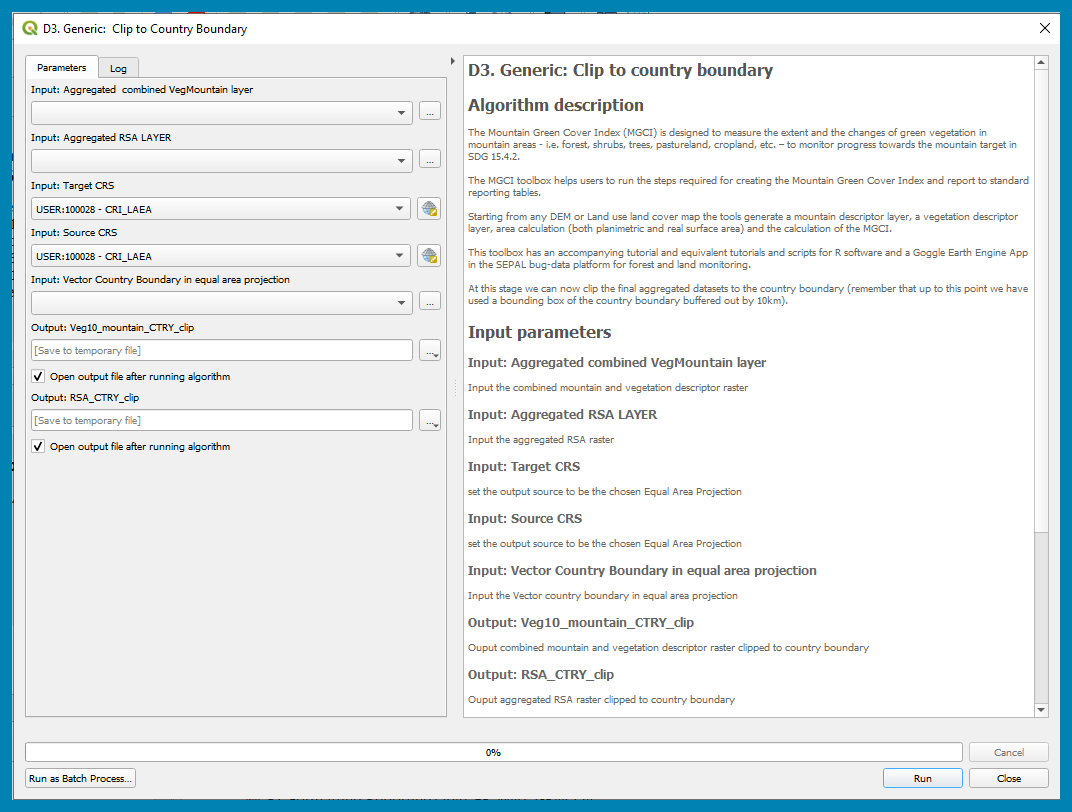 D3. Generic:  Clip to Country Boundary
Parameters
Log
Input: Aggregated  combined VegMountain layer
...
Input: Aggregated RSA LAYER
...
Input: Target CRS
USER:100028 - CRI_LAEA
Input: Source CRS
USER:100028 - CRI_LAEA
Input: Vector Country Boundary in equal area projection
...
Output: Veg10_mountain_CTRY_clip
[Save to temporary file]
...
Open output file after running algorithm
Output: RSA_CTRY_clip
[Save to temporary file]
...
Open output file after running algorithm
D3. Generic: Clip to country boundary
Algorithm description
The Mountain Green Cover Index (MGCI) is designed to measure the extent and the changes of green vegetation in
mountain areas - i.e. forest, shrubs, trees, pastureland, cropland, etc. – to monitor progress towards the mountain target in
SDG 15.4.2.
The MGCI toolbox helps users to run the steps required for creating the Mountain Green Cover Index and report to standard
reporting tables.
Starting from any DEM or Land use land cover map the tools generate a mountain descriptor layer, a vegetation descriptor
layer, area calculation (both planimetric and real surface area) and the calculation of the MGCI.
This toolbox has an accompanying tutorial and equivalent tutorials and scripts for R software and a Goggle Earth Engine App
in the SEPAL bug-data platform for forest and land monitoring.
At this stage we can now clip the final aggregated datasets to the country boundary (remember that up to this point we have
used a bounding box of the country boundary buffered out by 10km).
Input parameters
Input: Aggregated combined VegMountain layer
Input the combined mountain and vegetation descriptor raster
Input: Aggregated RSA LAYER
Input the aggregated RSA raster
Input: Target CRS
set the output source to be the chosen Equal Area Projection
Input: Source CRS
set the output source to be the chosen Equal Area Projection
Input: Vector Country Boundary in equal area projection
Input the Vector country boundary in equal area projection
Output: Veg10_mountain_CTRY_clip
Ouput combined mountain and vegetation descriptor raster clipped to country boundary
Output: RSA_CTRY_clip
Ouput aggregated RSA raster clipped to country boundary
0%
Cancel
Run as Batch Process...
Run
Close